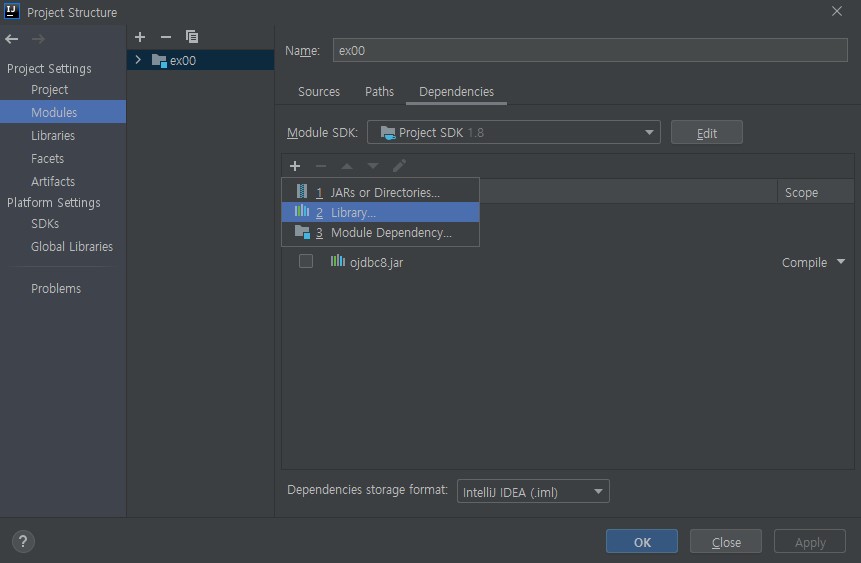 IJ Project Structure
Project Settings
Project
Modules
Libraries
Facets
Artifacts
Platform Settings
SDKs
Global Libraries
Problems
ex00
Name: ex00
Sources Paths Dependencies
Module SDK: Project SDK 1.8 Edit
Scope
1 JARs or Directories...
2 Library...
3 Module Dependency...
ojdbc8.jar Compile
Dependencies storage format: IntelliJ IDEA (.iml)
? OK Close Apply